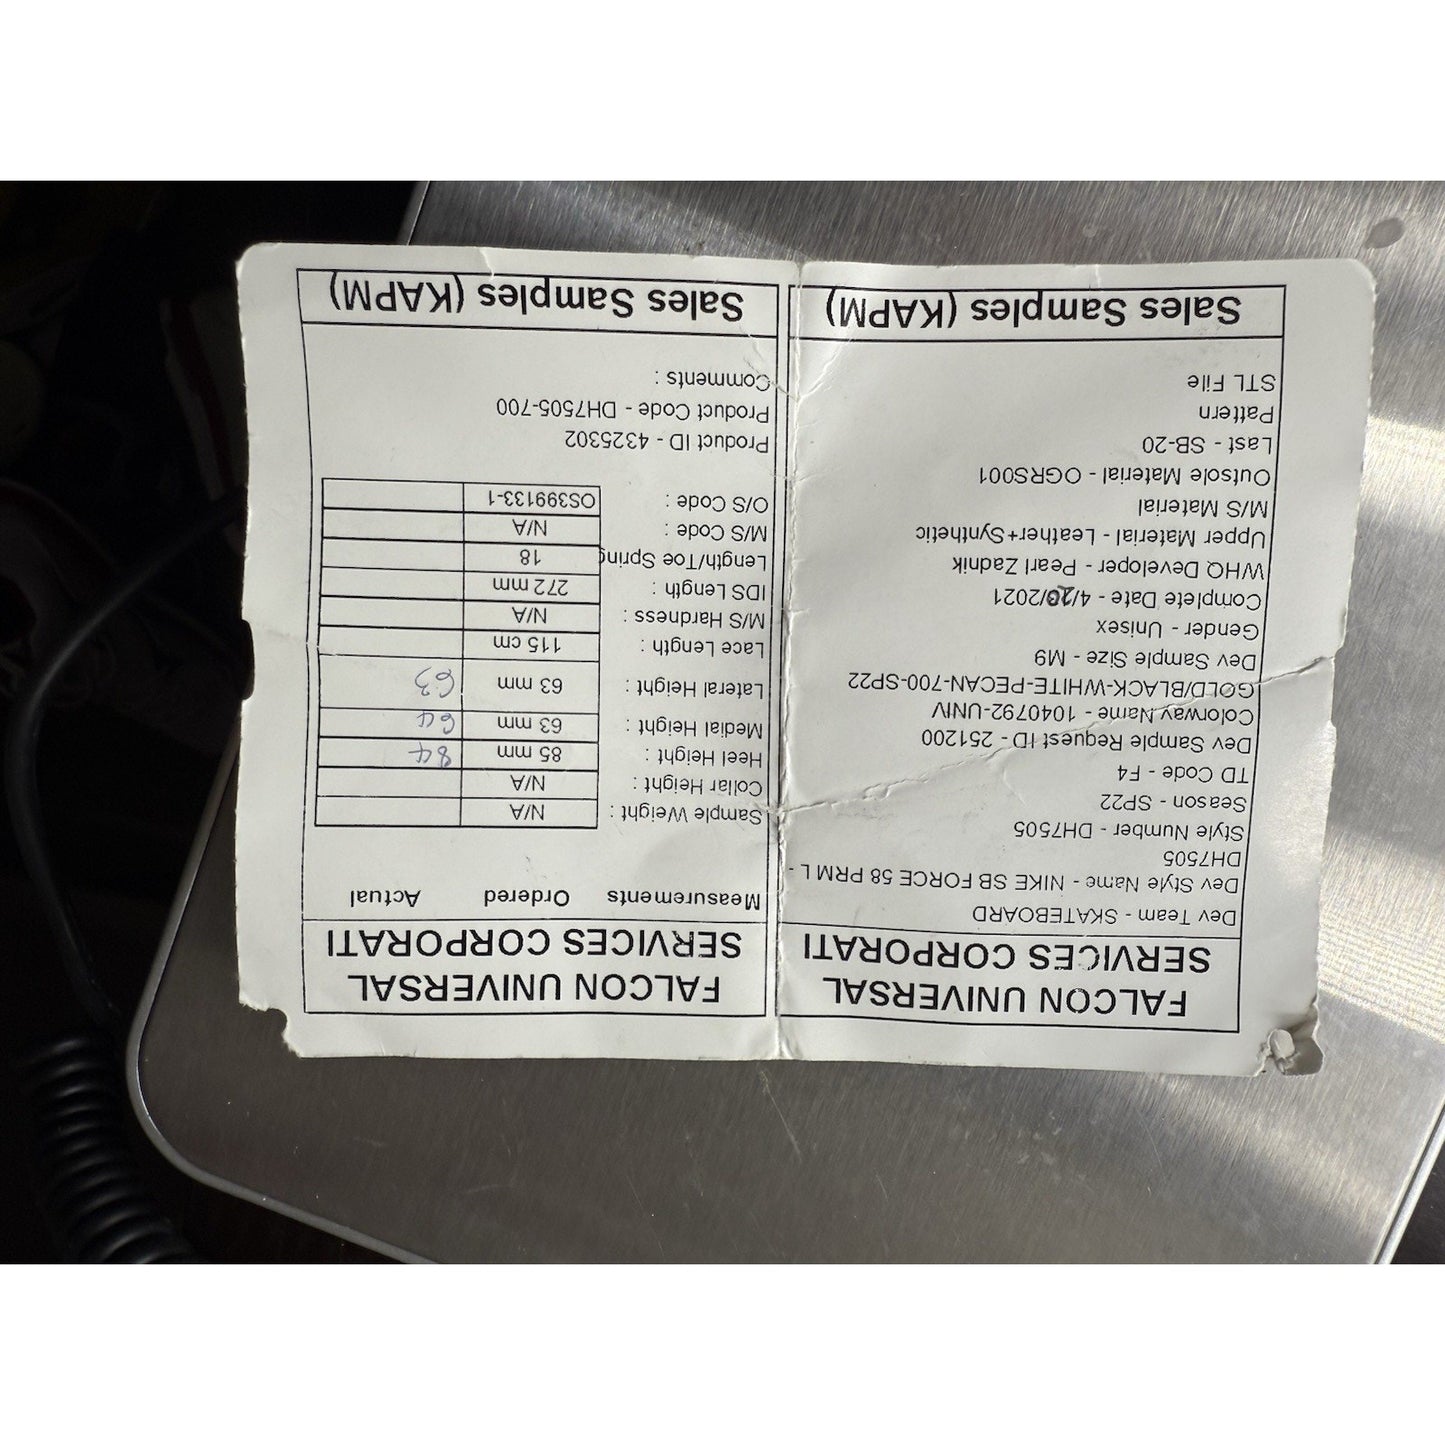 FALCON UNIVERSAL
SERVICES CORPORATI
Dev Team - SKATEBOARD
Dev Style Name - NIKE SB FORCE 58 PRM L -
DH7505
Style Number - DH7505
Season - SP22
TD Code - F4
Dev Sample Request ID - 251200
Colorway Name - 1040792-UNIV
GOLD/BLACK-WHITE-PECAN-700-SP22
Dev Sample Size - M9
Gender - Unisex
Complete Date - 4/20/2021
WHQ Developer - Pearl Zadnik
Upper Material - Leather+Synthetic
M/S Material
Outsole Material - OGRS001
Last - SB-20
Pattern
STL File
Sales Samples (KAPM)
FALCON UNIVERSAL
SERVICES CORPORATI
Measurements Ordered Actual
Sample Weight : N/A
Collar Height : N/A
Heel Height : 85 mm 84
Medial Height : 63 mm 64
Lateral Height : 63 mm 63
Lace Length : 115 cm
M/S Hardness : N/A
IDS Length : 272 mm
Length/Toe Spring 18
M/S Code : N/A
O/S Code : OS399133-1
Product ID - 4325302
Product Code - DH7505-700
Comments :
Sales Samples (KAPM)